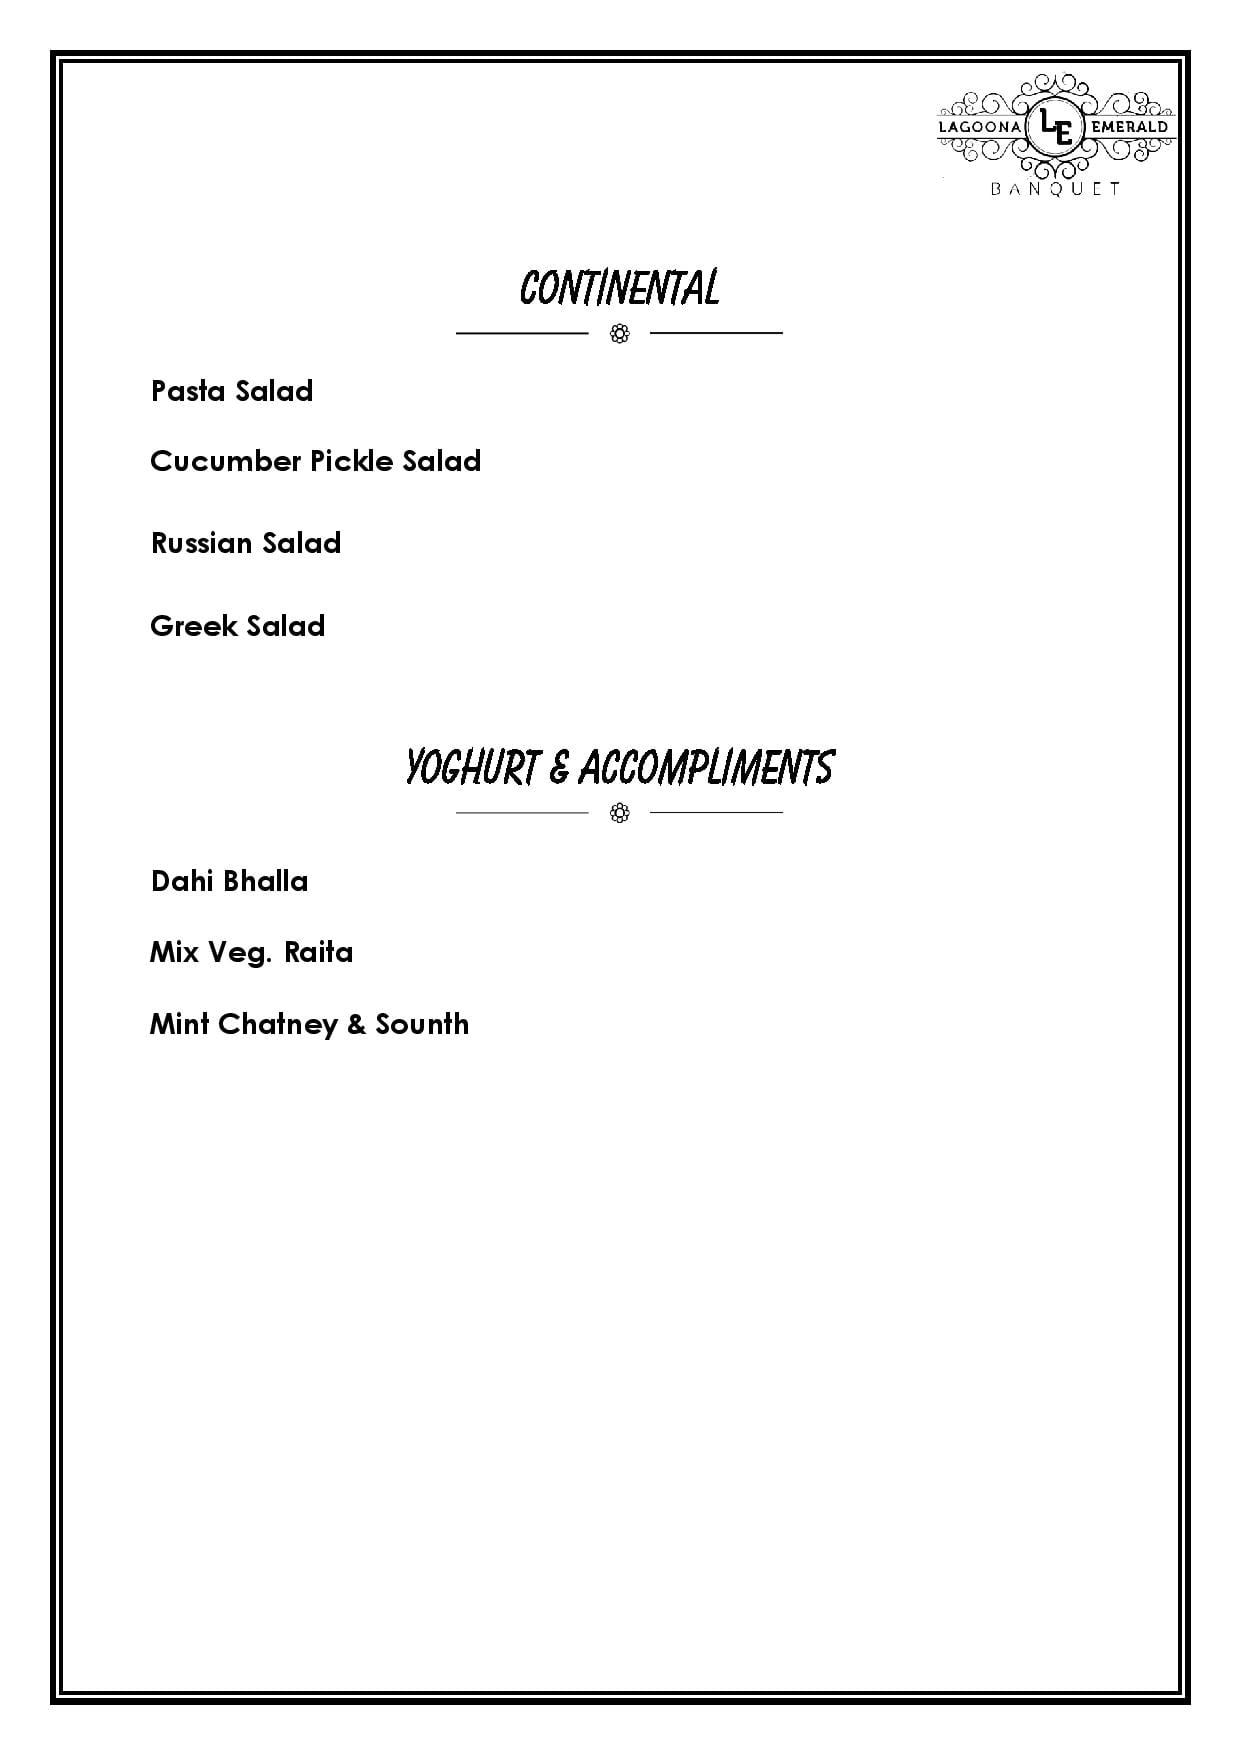 LAGOONA LE EMERALD
BANQUET
CONTINENTAL
Pasta Salad
Cucumber Pickle Salad
Russian Salad
Greek Salad
YOGHURT & ACCOMPLIMENTS
Dahi Bhalla
Mix Veg. Raita
Mint Chatney & Sounth